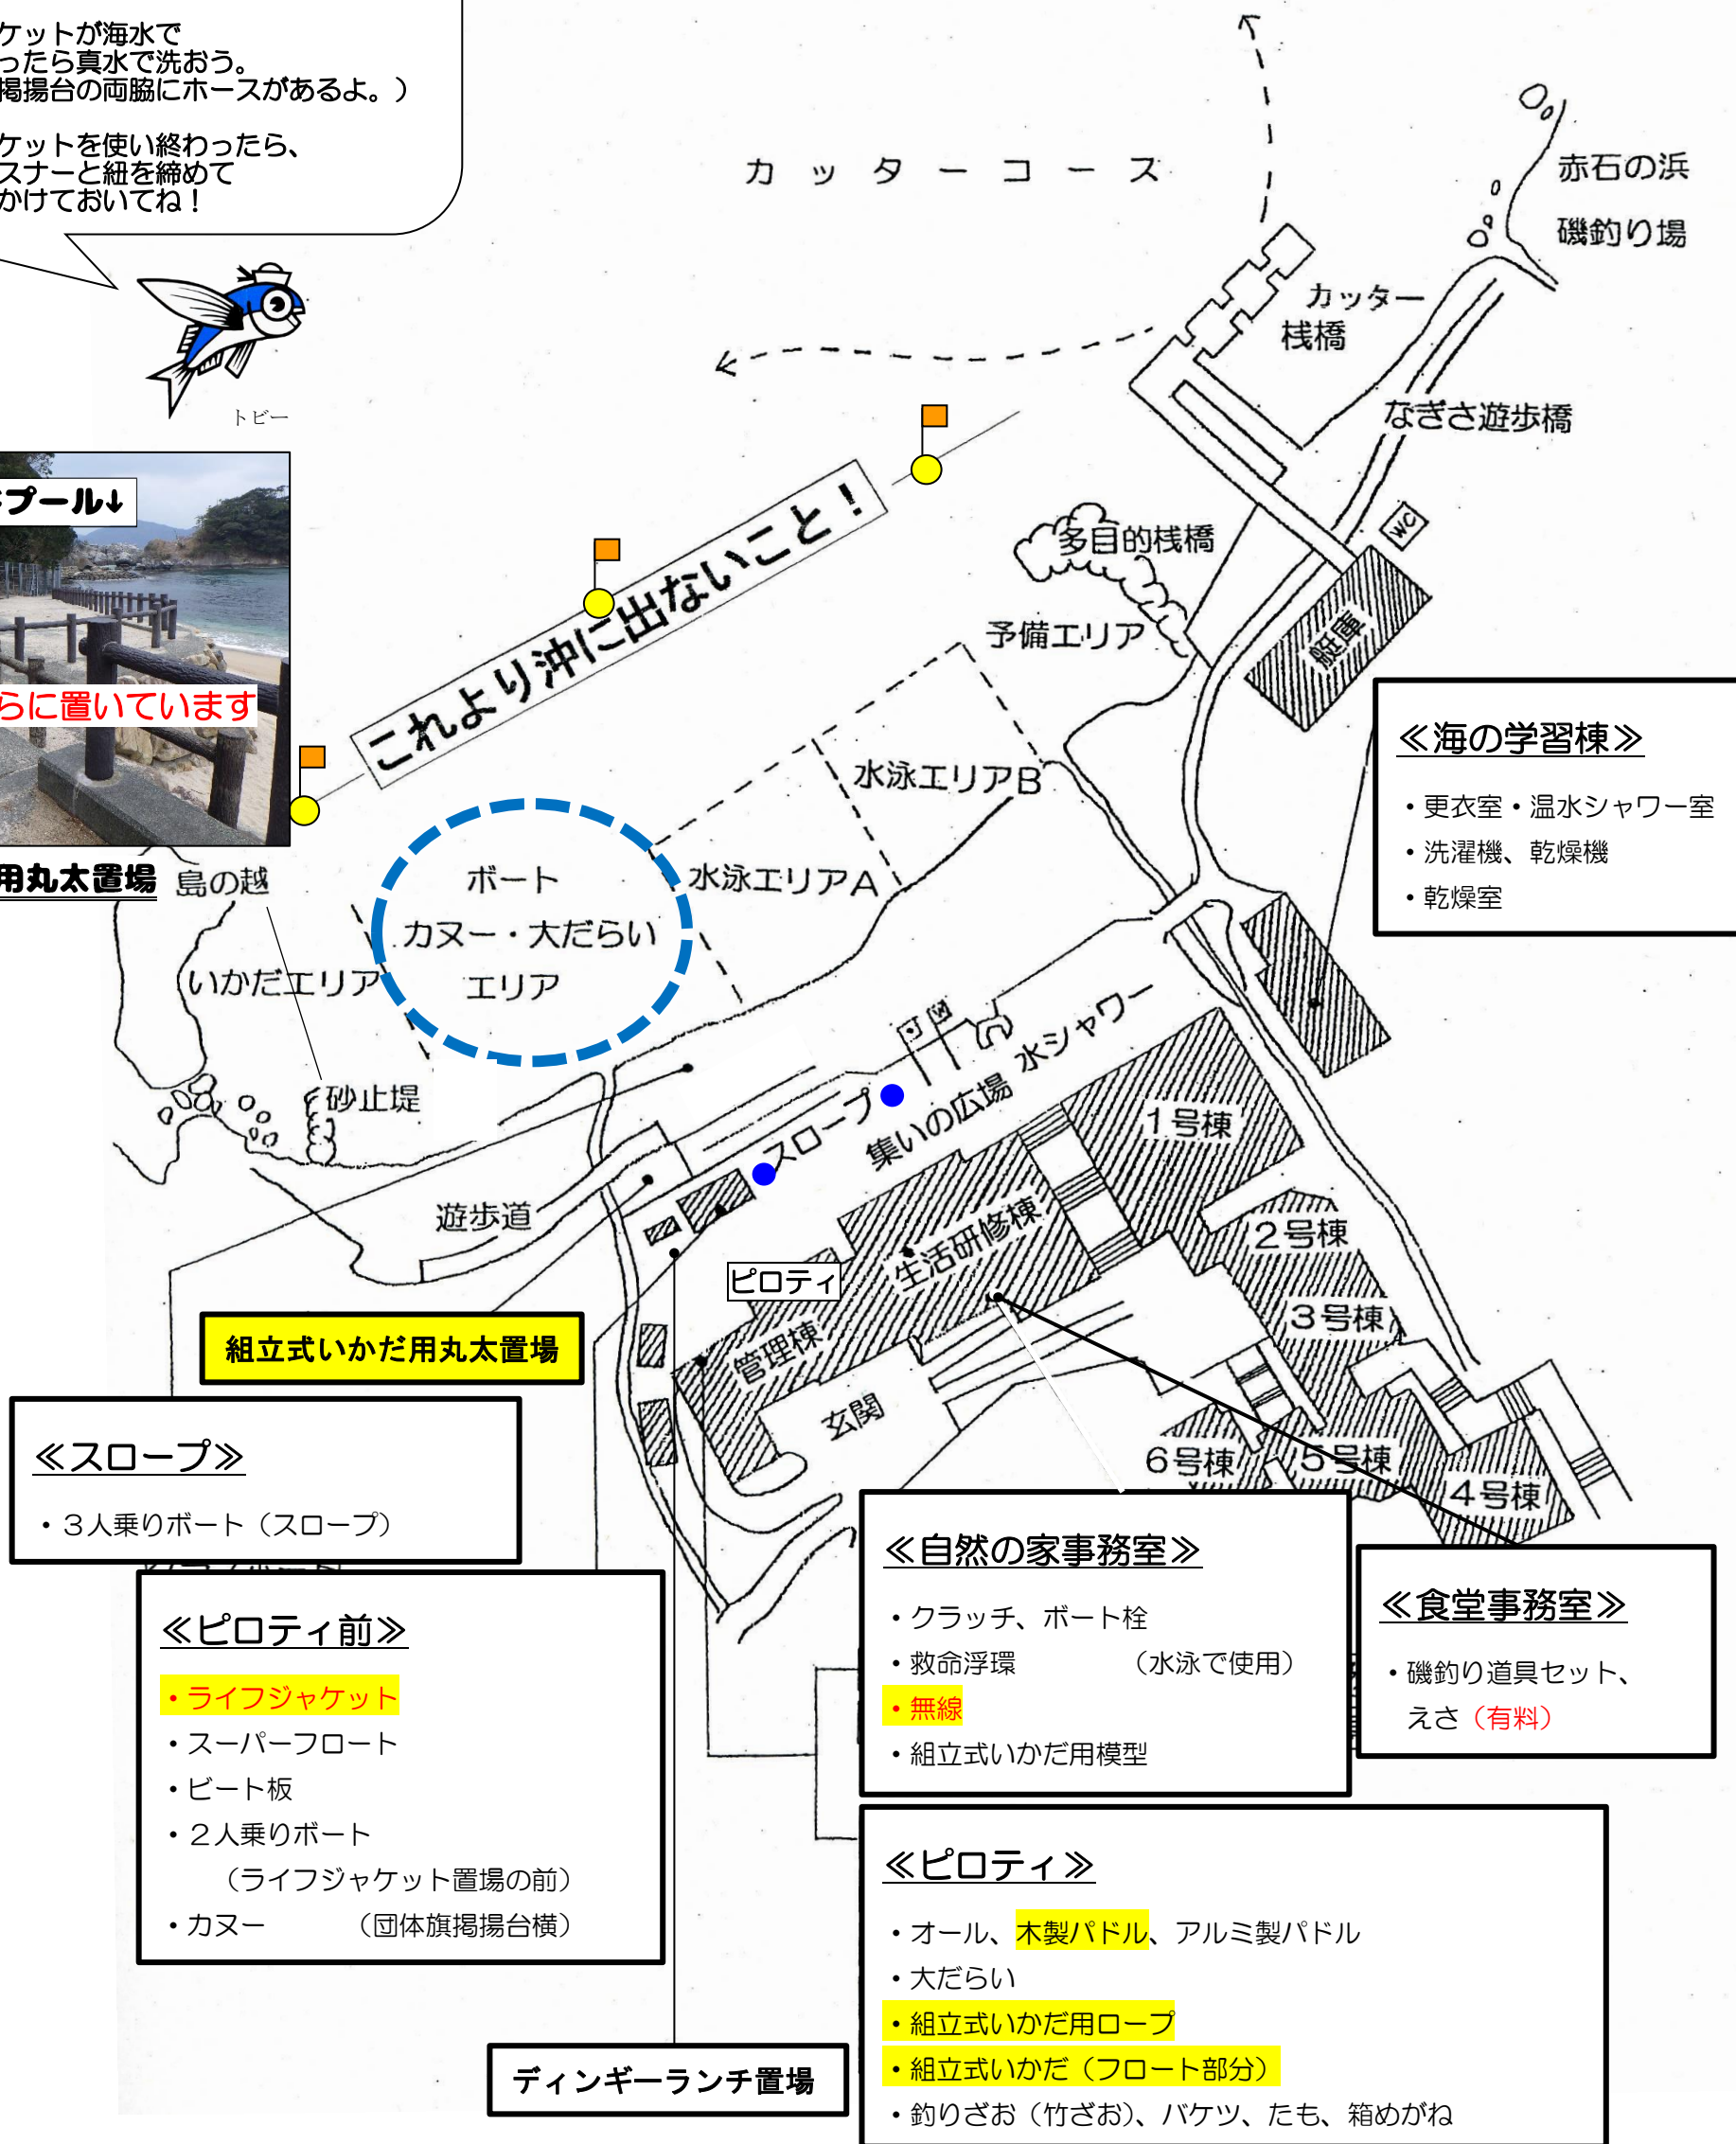 ケットが海水で
ったら真水で洗おう。
掲揚台の両脇にホースがあるよ。）
ケットを使い終わったら、
スナーと紐を締めて
かけておいてね！
トビー
カッターコース
赤石の浜
磯釣り場
カッター
桟橋
なぎさ遊歩橋
WC
プール↓
らに置いています
用丸太置場
これより沖に出ないこと！
多目的桟橋
予備エリア
艇庫
水泳エリアB
水泳エリアA
島の越
ボート
カヌー・大だらい
エリア
いかだエリア
砂止堤
≪海の学習棟≫
・更衣室・温水シャワー室
・洗濯機、乾燥機
・乾燥室
水シャワー
スロープ
集いの広場
遊歩道
1号棟
2号棟
3号棟
4号棟
5号棟
6号棟
生活研修棟
ピロティ
管理棟
玄関
組立式いかだ用丸太置場
≪スロープ≫
・３人乗りボート（スロープ）
≪ピロティ前≫
・ライフジャケット
・スーパーフロート
・ビート板
・２人乗りボート
（ライフジャケット置場の前）
・カヌー　　　（団体旗掲揚台横）
≪自然の家事務室≫
・クラッチ、ボート栓
・救命浮環　　　　（水泳で使用）
・無線
・組立式いかだ用模型
≪食堂事務室≫
・磯釣り道具セット、
えさ（有料）
≪ピロティ≫
・オール、木製パドル、アルミ製パドル
・大だらい
・組立式いかだ用ロープ
・組立式いかだ（フロート部分）
・釣りざお（竹ざお）、バケツ、たも、箱めがね
ディンギーランチ置場